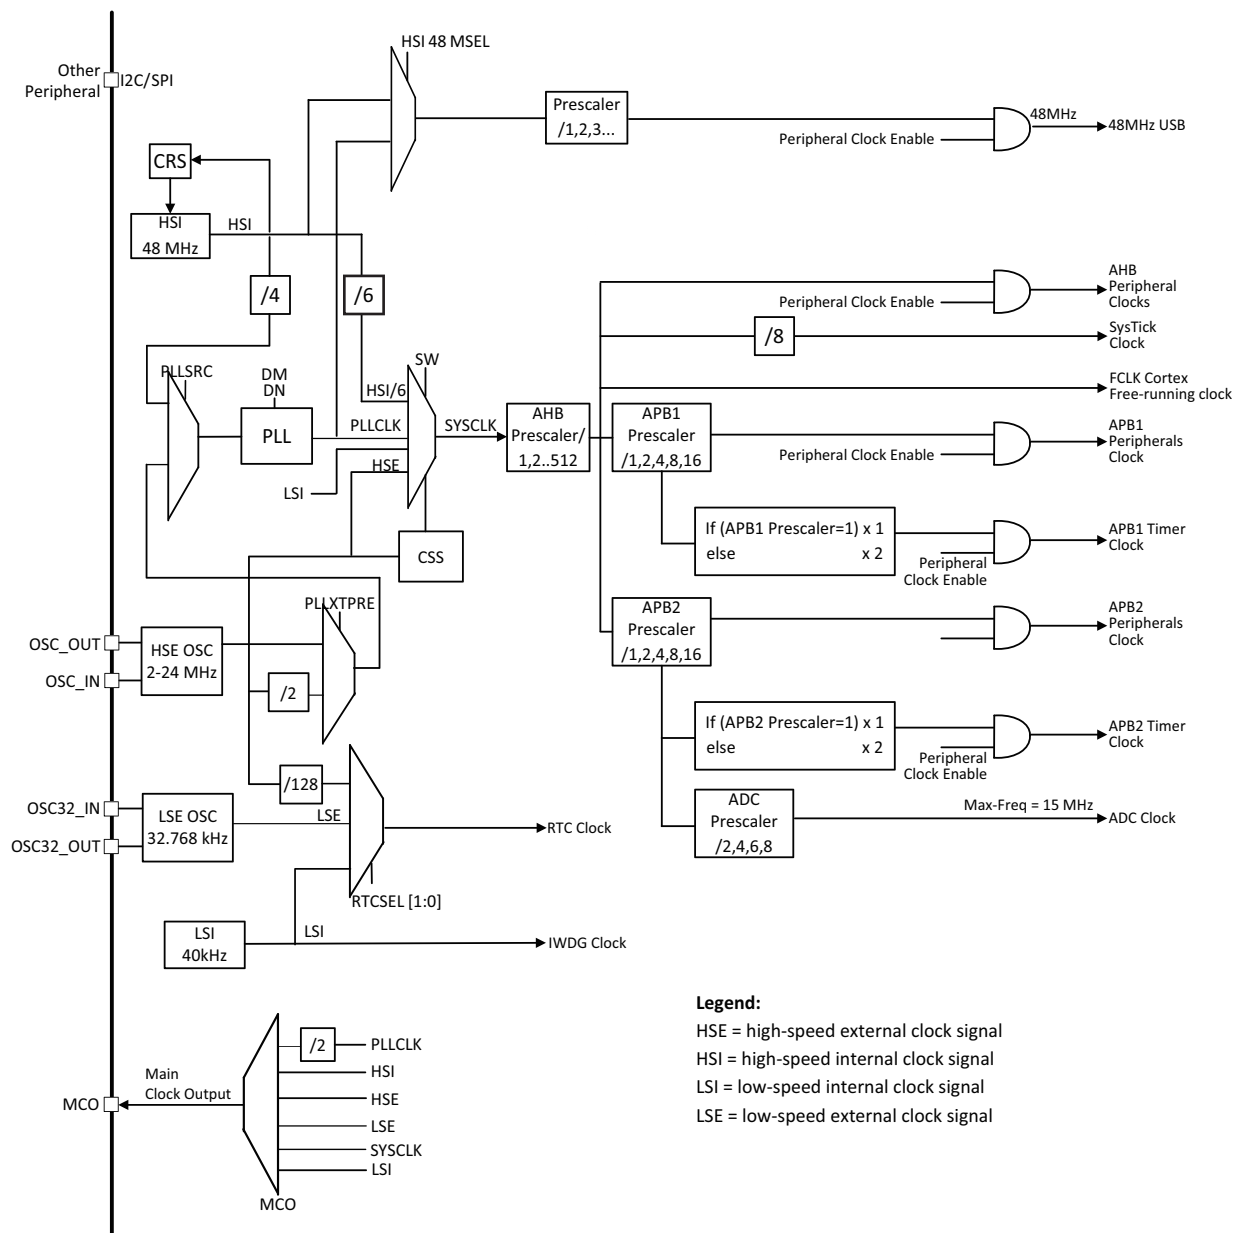 HSI 48 MSEL
Other
Peripheral
I2C/SPI
Prescaler
/1,2,3...
48MHz
48MHz USB
Peripheral Clock Enable
CRS
HSI
48 MHz
HSI
/4
/6
AHB
Peripheral
Clocks
Peripheral Clock Enable
/8
SysTick
Clock
PLLSRC
DM
DN
SW
HSI/6
FCLK Cortex
Free-running clock
PLL
PLLCLK
SYSCLK
AHB
Prescaler/
1,2..512
APB1
Prescaler
/1,2,4,8,16
APB1
Peripherals
Clock
Peripheral Clock Enable
HSE
LSI
CSS
If (APB1 Prescaler=1) x 1
else x 2
APB1 Timer
Clock
Peripheral
Clock Enable
PLLXTPRE
APB2
Prescaler
/1,2,4,8,16
APB2
Peripherals
Clock
OSC_OUT
OSC_IN
HSE OSC
2-24 MHz
/2
If (APB2 Prescaler=1) x 1
else x 2
APB2 Timer
Clock
Peripheral
Clock Enable
/128
OSC32_IN
OSC32_OUT
LSE OSC
32.768 kHz
LSE
RTC Clock
ADC
Prescaler
/2,4,6,8
Max-Freq = 15 MHz
ADC Clock
RTCSEL [1:0]
LSI
40kHz
LSI
IWDG Clock
Legend:
HSE = high-speed external clock signal
HSI = high-speed internal clock signal
LSI = low-speed internal clock signal
LSE = low-speed external clock signal
/2
PLLCLK
HSI
HSE
LSE
SYSCLK
LSI
Main
Clock Output
MCO
MCO